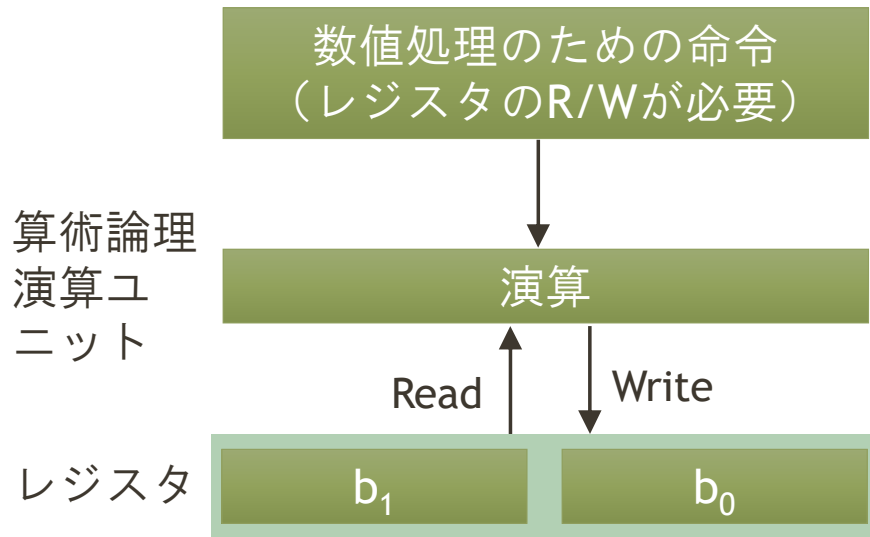 数値処理のための命令
（レジスタのR/Wが必要）
算術論理
演算ユ
ニット
演算
Read
Write
レジスタ
b₁
b₀